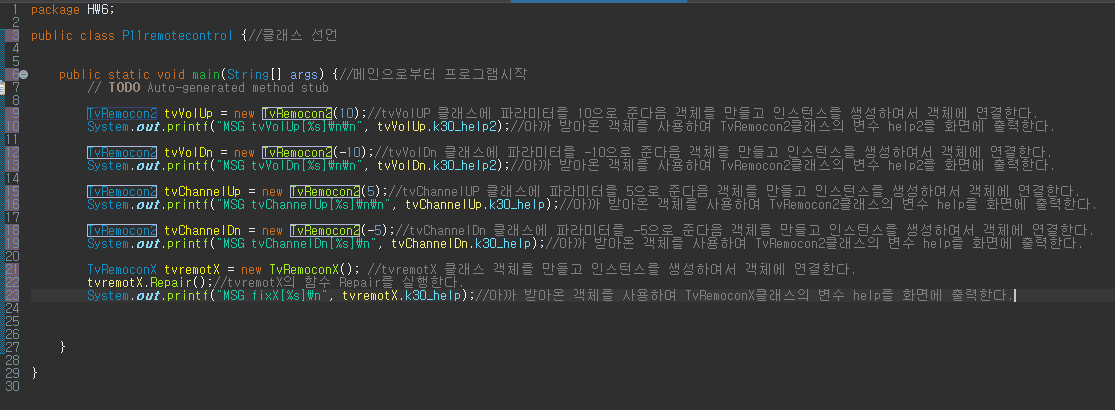 1 package HW6;
2
3 public class P11remotecontrol {//클래스 선언
4
5
6 public static void main(String[] args) {//메인으로부터 프로그램시작
7 // TODO Auto-generated method stub
8
9 TvRemocon2 tvVolUp = new TvRemocon2(10);//tvVolUP 클래스에 파라미터를 10으로 준다음 객체를 만들고 인스턴스를 생성하여서 객체에 연결한다.
10 System.out.printf("MSG tvVolUp[%s]₩n₩n", tvVolUp.k30_help2);//아까 받아온 객체를 사용하여 TvRemocon2클래스의 변수 help2를 화면에 출력한다.
11
12 TvRemocon2 tvVolDn = new TvRemocon2(-10);//tvVolDn 클래스에 파라미터를 -10으로 준다음 객체를 만들고 인스턴스를 생성하여서 객체에 연결한다.
13 System.out.printf("MSG tvVolDn[%s]₩n₩n", tvVolDn.k30_help2);//아까 받아온 객체를 사용하여 TvRemocon2클래스의 변수 help2를 화면에 출력한다.
14
15 TvRemocon2 tvChannelUp = new TvRemocon2(5);//tvChannelUP 클래스에 파라미터를 5으로 준다음 객체를 만들고 인스턴스를 생성하여서 객체에 연결한다.
16 System.out.printf("MSG tvChannelUp[%s]₩n₩n", tvChannelUp.k30_help);//아까 받아온 객체를 사용하여 TvRemocon2클래스의 변수 help를 화면에 출력한다.
17
18 TvRemocon2 tvChannelDn = new TvRemocon2(-5);//tvChannelDn 클래스에 파라미터를 -5으로 준다음 객체를 만들고 인스턴스를 생성하여서 객체에 연결한다.
19 System.out.printf("MSG tvChannelDn[%s]₩n", tvChannelDn.k30_help);//아까 받아온 객체를 사용하여 TvRemocon2클래스의 변수 help를 화면에 출력한다.
20
21 TvRemoconX tvremotX = new TvRemoconX(); //tvremotX 클래스 객체를 만들고 인스턴스를 생성하여서 객체에 연결한다.
22 tvremotX.Repair();//tvremotX의 함수 Repair를 실행한다.
23 System.out.printf("MSG fixX[%s]₩n", tvremotX.k30_help);//아까 받아온 객체를 사용하여 TvRemoconX클래스의 변수 help를 화면에 출력한다.
24
25
26
27 }
28
29 }
30